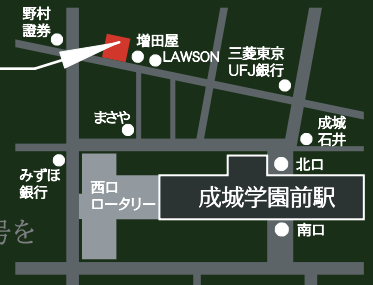 野村
證券
増田屋
LAWSON
三菱東京
UFJ銀行
まさや
成城
石井
みずほ
銀行
西口
ロータリー
北口
成城学園前駅
南口
号を